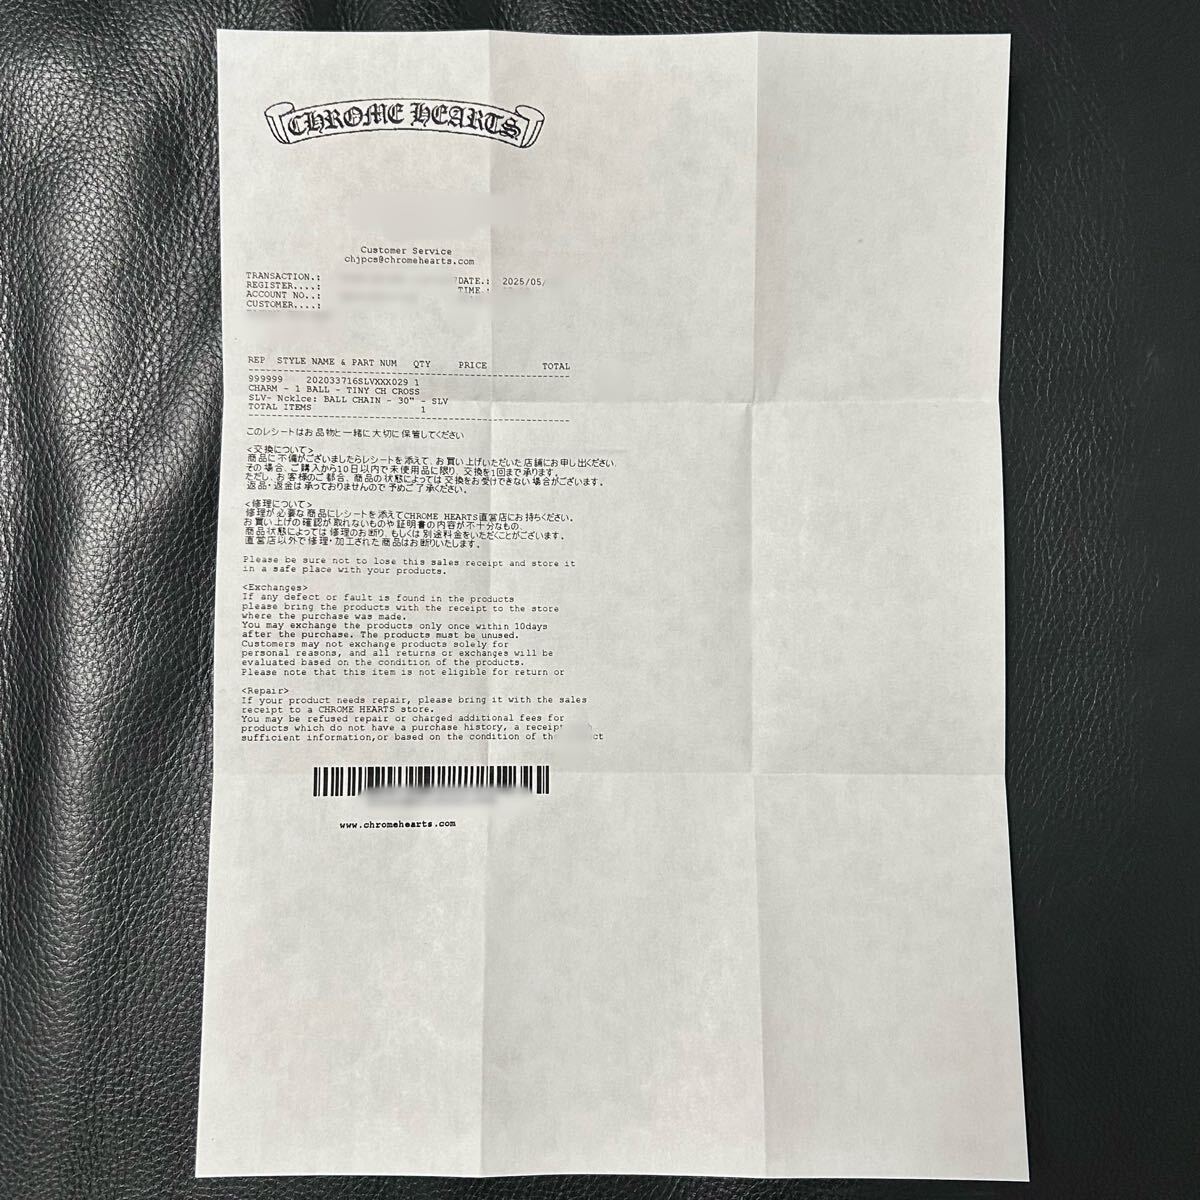 CHROME HEARTS
Customer Service
chjpcs@chromehearts.com
TRANSACTION.:
REGISTER....:
ACCOUNT NO..:
CUSTOMER....:
DATE.: 2025/05/
TIME.:
REP STYLE NAME & PART NUM QTY PRICE TOTAL
999999 202033716SLVXXX029 1
CHARM - 1 BALL - TINY CH CROSS
SLV- Ncklce: BALL CHAIN - 30" - SLV
TOTAL ITEMS 1
このレシートはお品物と一緒に大切に保管してください
<交換について>
商品に不備がございましたらレシートを添えて、お買い上げいただいた店舗にお申し出ください。
その場合、ご購入から10日以内で未使用品に限り、交換を1回まで承ります。
ただし、お客様のご都合、商品の状態によっては交換をお受けできない場合がございます。
返品・返金は承っておりませんので予めご了承ください。
<修理について>
修理が必要な商品にレシートを添えてCHROME HEARTS直営店にお持ちください。
お買い上げの確認が取れないものや証明書の内容が不十分なもの、
商品状態によっては修理のお断り、もしくは別途料金をいただくことがございます。
直営店以外で修理・加工された商品はお断りいたします。
Please be sure not to lose this sales receipt and store it
in a safe place with your products.
<Exchanges>
If any defect or fault is found in the products
please bring the products with the receipt to the store
where the purchase was made.
You may exchange the products only once within 10days
after the purchase. The products must be unused.
Customers may not exchange products solely for
personal reasons, and all returns or exchanges will be
evaluated based on the condition of the products.
Please note that this item is not eligible for return or
<Repair>
If your product needs repair, please bring it with the sales
receipt to a CHROME HEARTS store.
You may be refused repair or charged additional fees for
products which do not have a purchase history, a receipt
sufficient information,or based on the condition of the
www.chromehearts.com